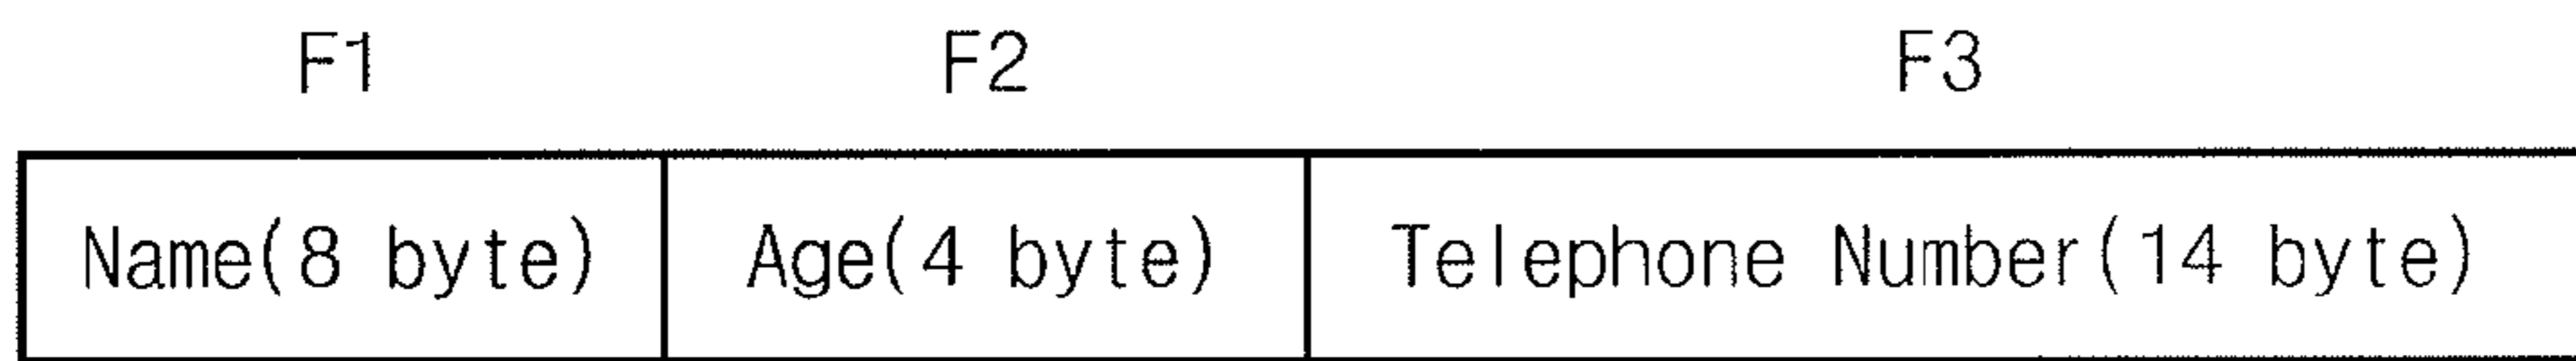 F1 F2 F3
Name(8 byte) Age(4 byte) Telephone Number(14 byte)